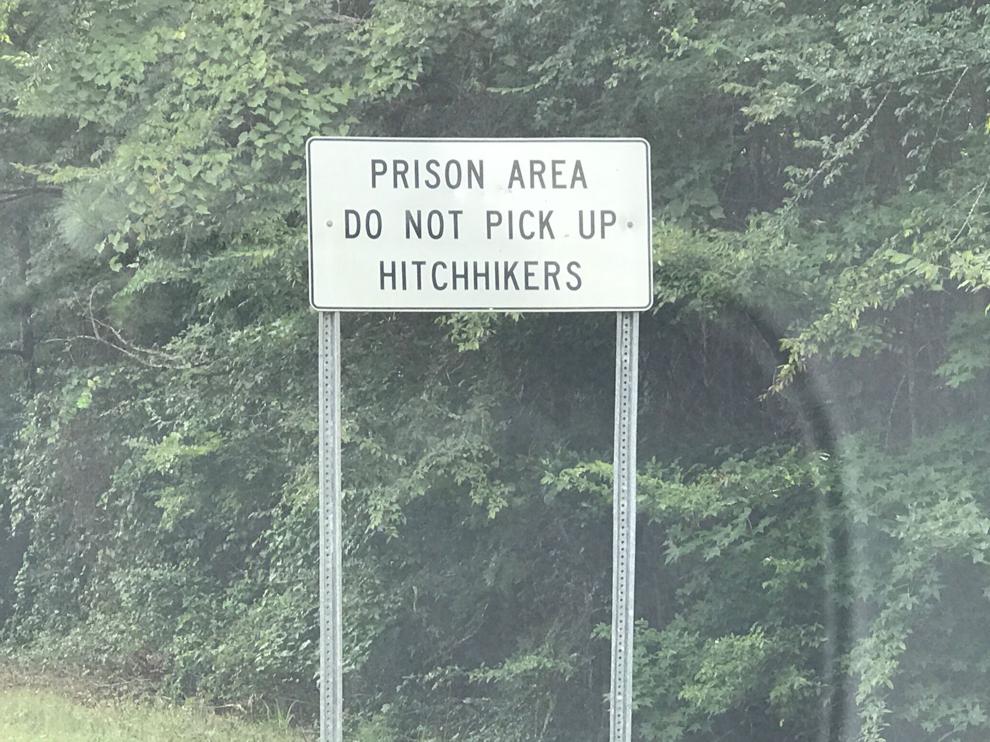 PRISON AREA
DO NOT PICK UP
HITCHHIKERS